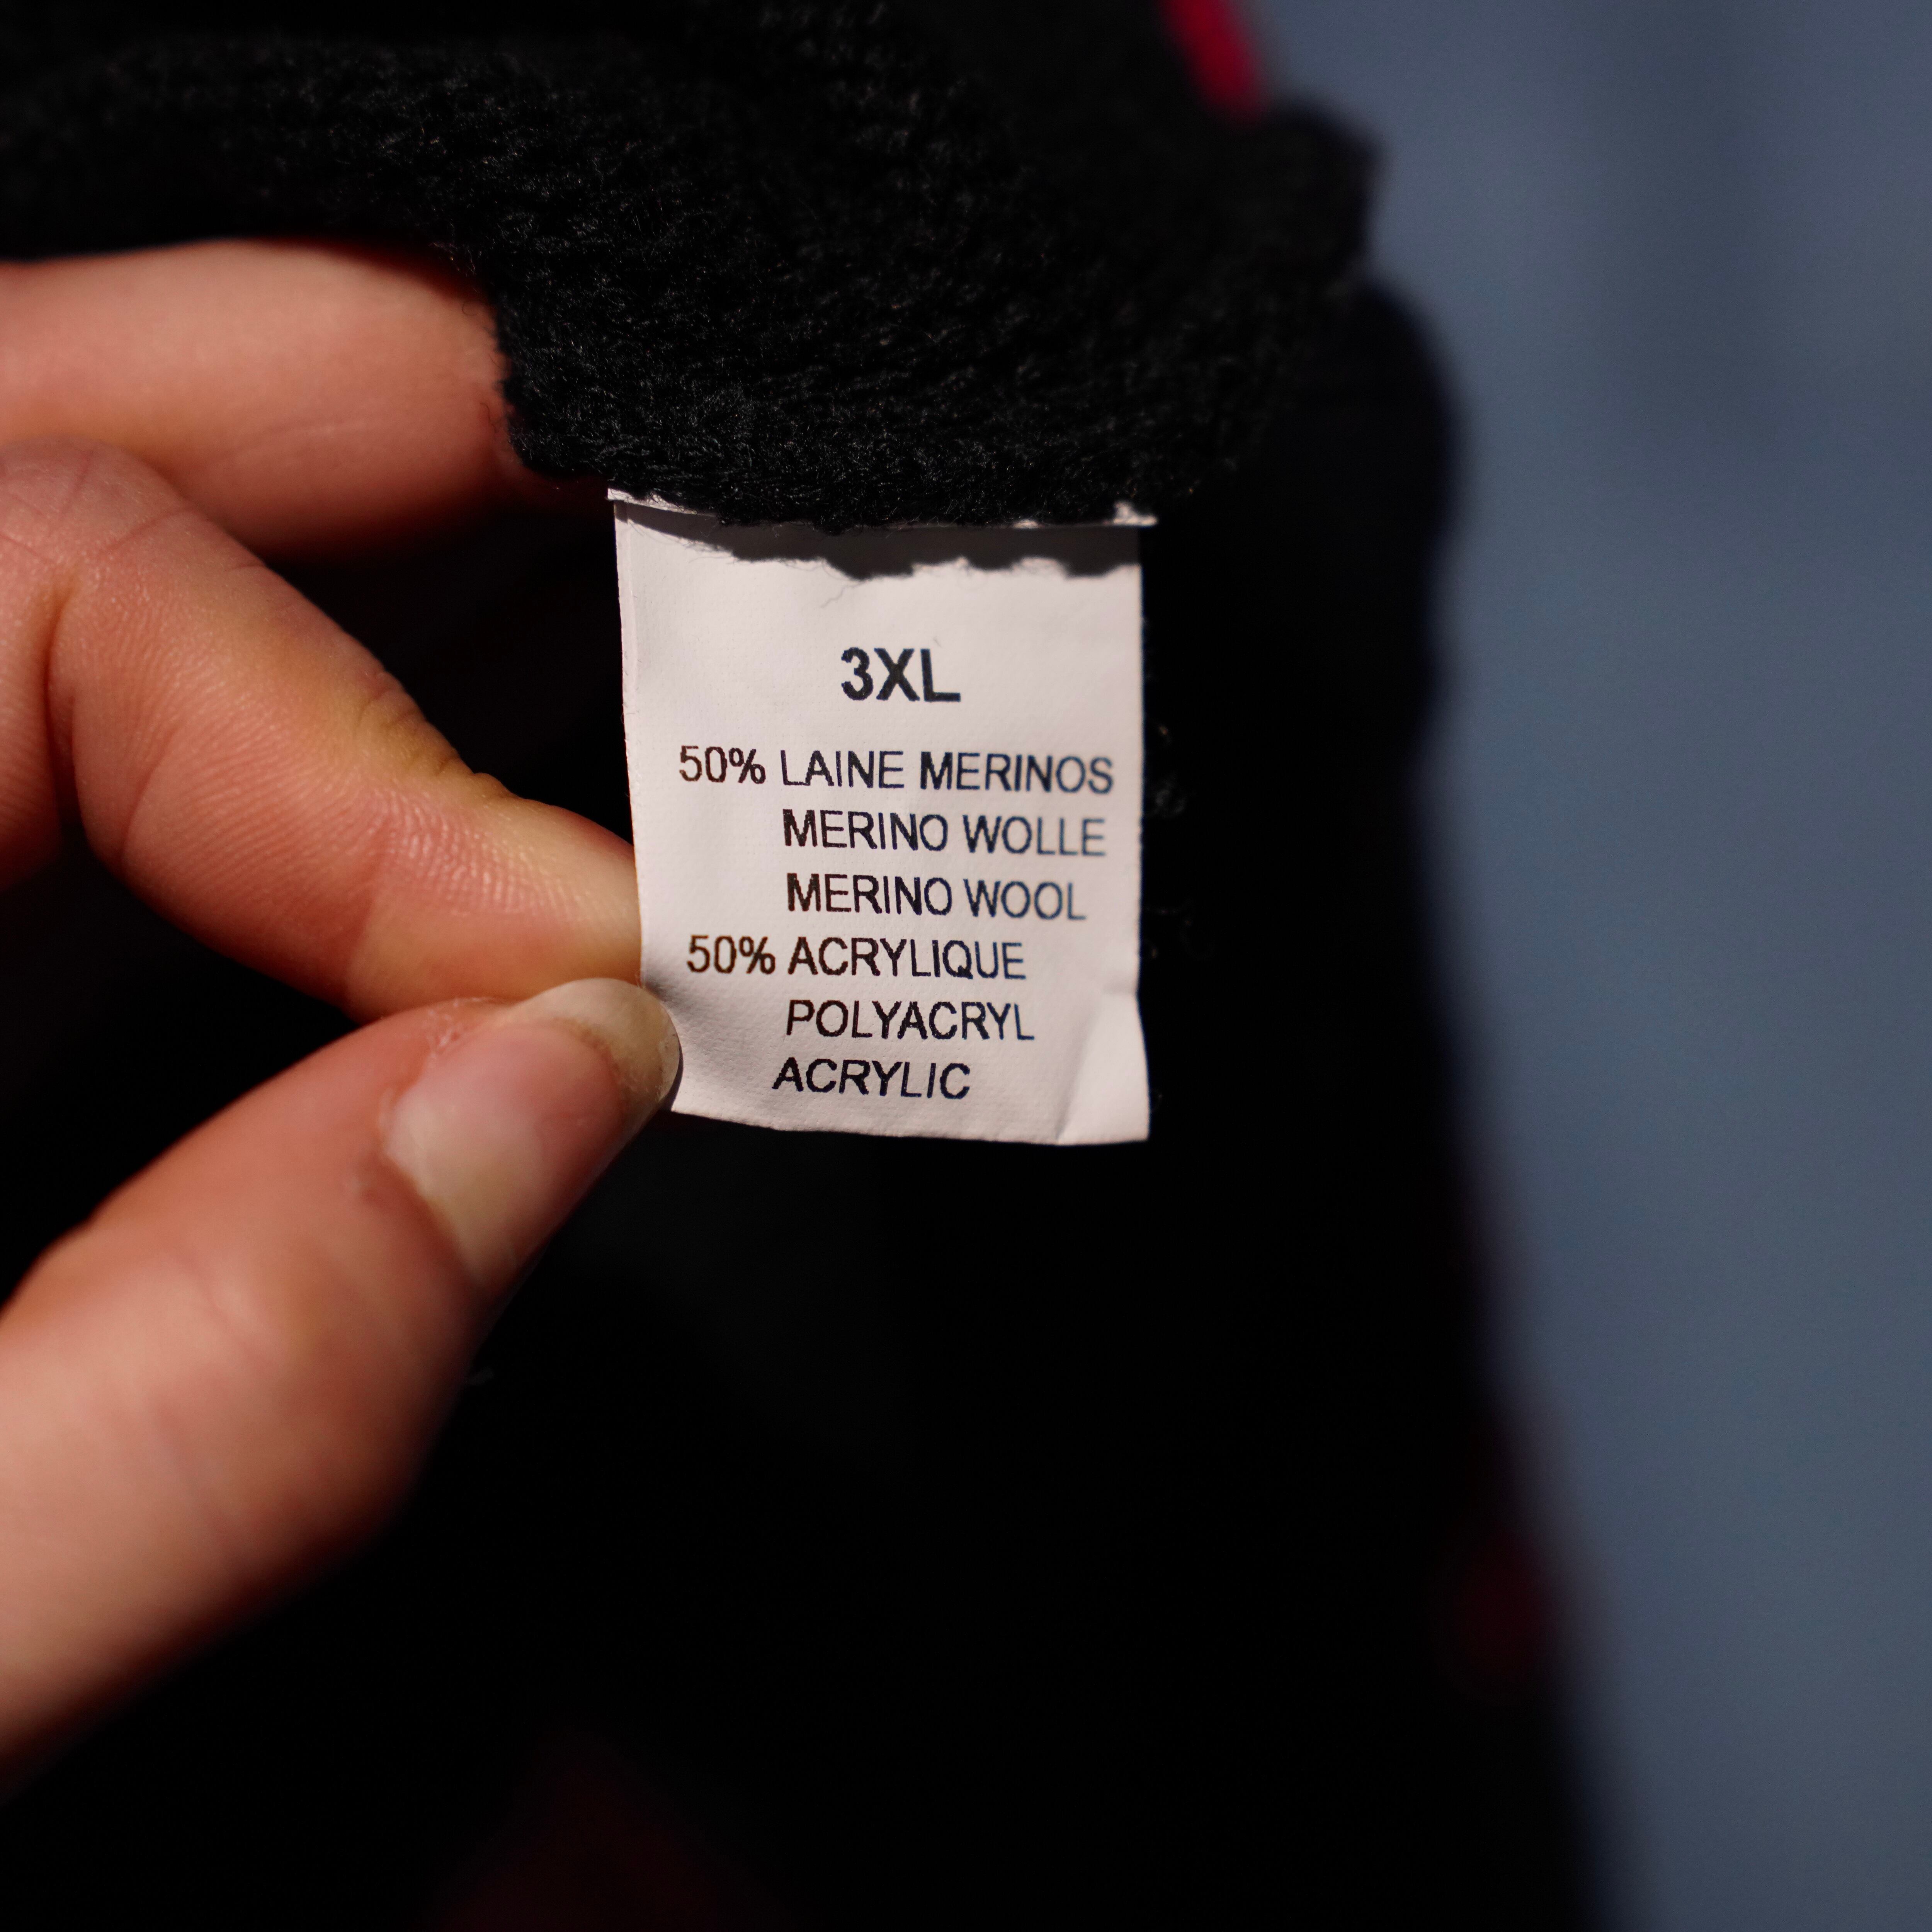 3XL
50% LAINE MERINOS
MERINO WOLLE
MERINO WOOL
50% ACRYLIQUE
POLYACRYL
ACRYLIC